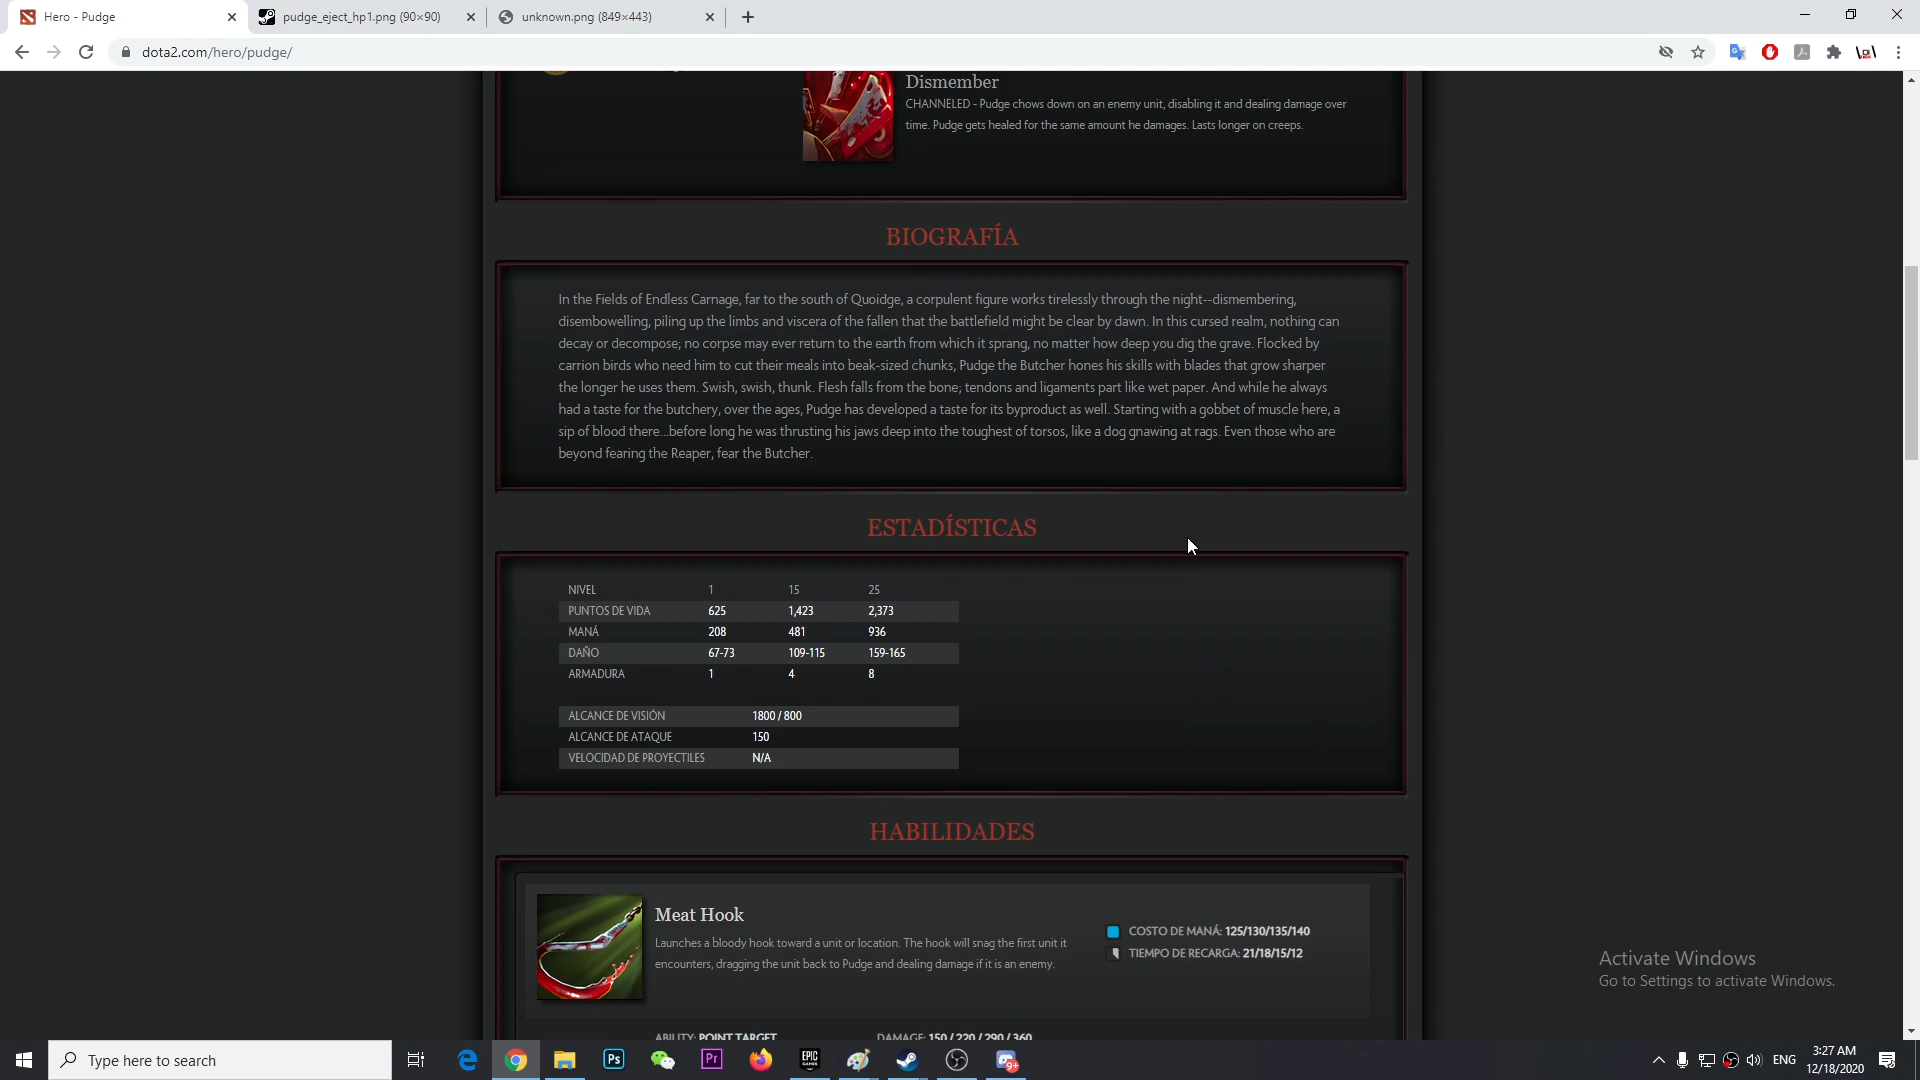 Hero - Pudge
pudge_eject_hp1.png (90×90)
unknown.png (849×443)
dota2.com/hero/pudge/
Dismember
CHANNELED - Pudge chows down on an enemy unit, disabling it and dealing damage over
time. Pudge gets healed for the same amount he damages. Lasts longer on creeps.
BIOGRAFÍA
In the Fields of Endless Carnage, far to the south of Quoidge, a corpulent figure works tirelessly through the night--dismembering,
disembowelling, piling up the limbs and viscera of the fallen that the battlefield might be clear by dawn. In this cursed realm, nothing can
decay or decompose; no corpse may ever return to the earth from which it sprang, no matter how deep you dig the grave. Flocked by
carrion birds who need him to cut their meals into beak-sized chunks, Pudge the Butcher hones his skills with blades that grow sharper
the longer he uses them. Swish, swish, thunk. Flesh falls from the bone; tendons and ligaments part like wet paper. And while he always
had a taste for the butchery, over the ages, Pudge has developed a taste for its byproduct as well. Starting with a gobbet of muscle here, a
sip of blood there...before long he was thrusting his jaws deep into the toughest of torsos, like a dog gnawing at rags. Even those who are
beyond fearing the Reaper, fear the Butcher.
ESTADÍSTICAS
NIVEL 1 15 25
PUNTOS DE VIDA 625 1,423 2,373
MANÁ 208 481 936
DAÑO 67-73 109-115 159-165
ARMADURA 1 4 8
ALCANCE DE VISIÓN 1800 / 800
ALCANCE DE ATAQUE 150
VELOCIDAD DE PROYECTILES N/A
HABILIDADES
Meat Hook
Launches a bloody hook toward a unit or location. The hook will snag the first unit it
encounters, dragging the unit back to Pudge and dealing damage if it is an enemy.
COSTO DE MANÁ: 125/130/135/140
TIEMPO DE RECARGA: 21/18/15/12
ABILITY: POINT TARGET
DAMAGE: 150 / 220 / 290 / 360
Activate Windows
Go to Settings to activate Windows.
Type here to search
Ps
Pr
EPIC
GAMES
9+
ENG
3:27 AM
12/18/2020